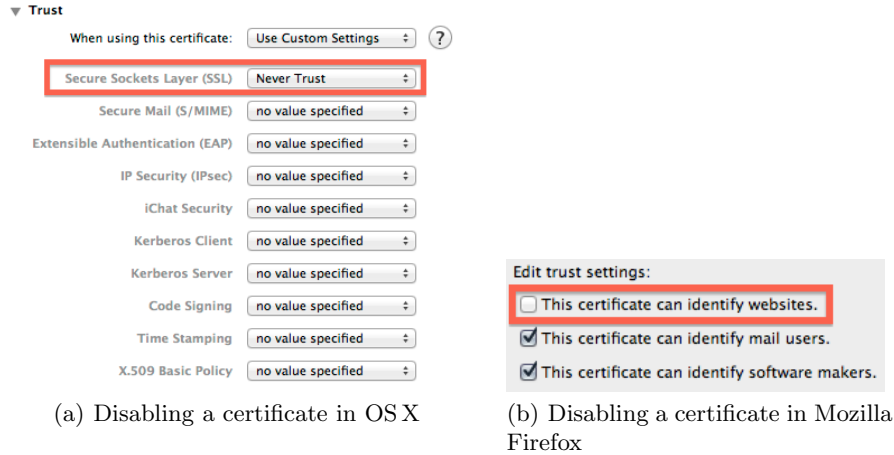 Trust
When using this certificate: Use Custom Settings ?
Secure Sockets Layer (SSL) Never Trust
Secure Mail (S/MIME) no value specified
Extensible Authentication (EAP) no value specified
IP Security (IPsec) no value specified
iChat Security no value specified
Kerberos Client no value specified
Kerberos Server no value specified
Code Signing no value specified
Time Stamping no value specified
X.509 Basic Policy no value specified
(a) Disabling a certificate in OS X
Edit trust settings:
This certificate can identify websites.
This certificate can identify mail users.
This certificate can identify software makers.
(b) Disabling a certificate in Mozilla
Firefox